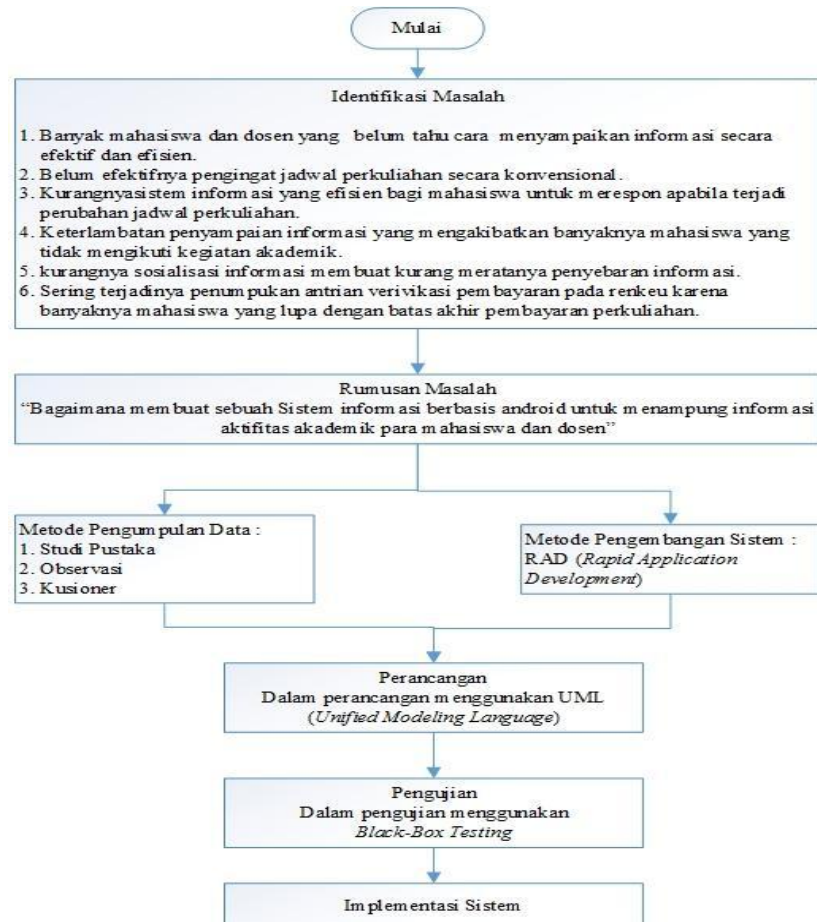 Mulai
Identifikasi Masalah
1. Banyak mahasiswa dan dosen yang belum tahu cara menyampaikan informasi secara
efektif dan efisien.
2. Belum efektifnya pengingat jadwal perkuliahan secara konvensional.
3. Kurangnyasistem informasi yang efisien bagi mahasiswa untuk merespon apabila terjadi
perubahan jadwal perkuliahan.
4. Keterlambatan penyampaian informasi yang mengakibatkan banyaknya mahasiswa yang
tidak mengikuti kegiatan akademik.
5. kurangnya sosialisasi informasi membuat kurang meratanya penyebaran informasi.
6. Sering terjadinya penumpukan antrian verivikasi pembayaran pada renkeu karena
banyaknya mahasiswa yang lupa dengan batas akhir pembayaran perkuliahan.
Rumusan Masalah
“Bagaimana membuat sebuah Sistem informasi berbasis android untuk menampung informasi
aktifitas akademik para mahasiswa dan dosen”
Metode Pengumpulan Data :
1. Studi Pustaka
2. Observasi
3. Kusioner
Metode Pengembangan Sistem :
RAD (Rapid Application
Development)
Perancangan
Dalam perancangan menggunakan UML
(Unified Modeling Language)
Pengujian
Dalam pengujian menggunakan
Black-Box Testing
Implementasi Sistem